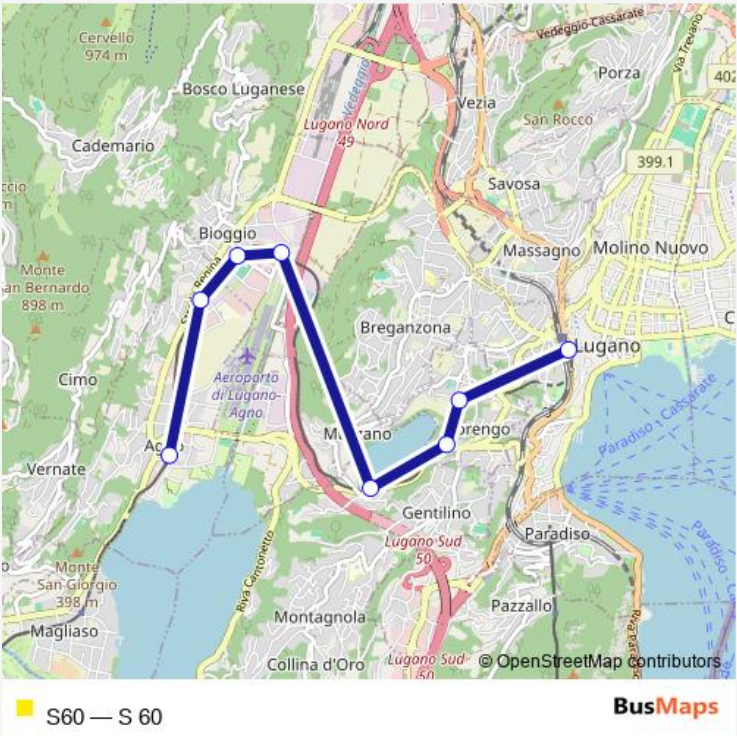 Cervello
974 m
Vedeggio-Cassarate
Via Trevano
Bosco Luganese
Vedeggio
Porza
402
Vezia
San Rocco
Lugano Nord
49
Cademario
399.1
Savosa
Bioggio
Massagno
Molino Nuovo
Monte
San Bernardo
898 m
Breganzona
Lugano
Cimo
Aeroporto
di Lugano-
Agno
Paradiso - Cassarate
Vernate
Gentilino
Lugano Sud
50
Paradiso
Monte
San Giorgio
398 m
Riva Cantonetto
Pazzallo
Magliaso
Montagnola
Collina d'Oro
Lugano Sud
50
© OpenStreetMap contributors
S60 — S 60
BusMaps